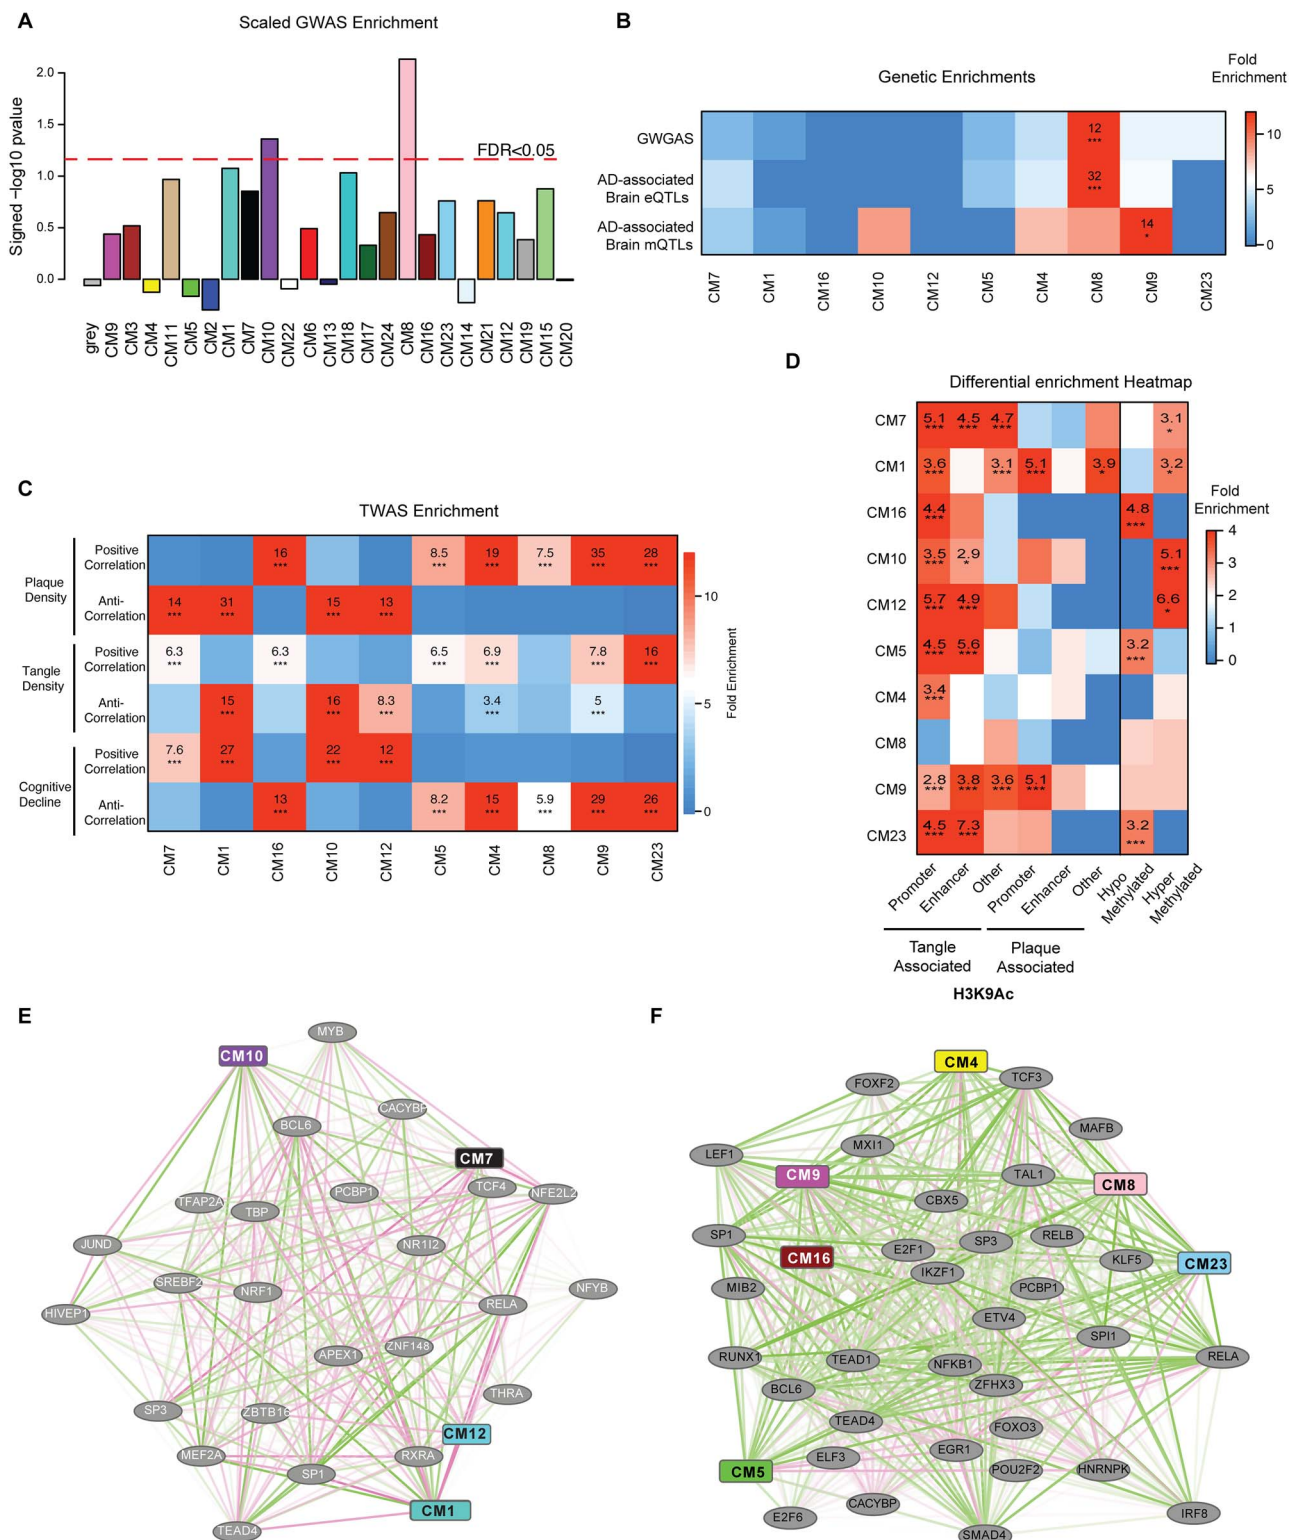 A
Scaled GWAS Enrichment
Signed −log10 pvalue
2.0
1.5
1.0
0.5
0.0
FDR<0.05
grey
CM9
CM3
CM4
CM11
CM5
CM2
CM1
CM7
CM10
CM22
CM6
CM13
CM18
CM17
CM24
CM8
CM16
CM23
CM14
CM21
CM12
CM19
CM15
CM20
B
Genetic Enrichments
Fold
Enrichment
GWGAS
12
***
AD-associated
Brain eQTLs
32
***
AD-associated
Brain mQTLs
14
*
10
5
0
CM7
CM1
CM16
CM10
CM12
CM5
CM4
CM8
CM9
CM23
C
TWAS Enrichment
Plaque
Density
Positive
Correlation
16 8.5 19 7.5 35 28
*** *** *** *** *** ***
Anti-
Correlation
14 31 15 13
*** *** *** ***
Tangle
Density
Positive
Correlation
6.3 6.3 6.5 6.9 7.8 16
*** *** *** *** *** ***
Anti-
Correlation
15 16 8.3 3.4 5
*** *** *** *** ***
Cognitive
Decline
Positive
Correlation
7.6 27 22 12
*** *** *** ***
Anti-
Correlation
13 8.2 15 5.9 29 26
*** *** *** *** *** ***
Fold Enrichment
10
5
0
CM7
CM1
CM16
CM10
CM12
CM5
CM4
CM8
CM9
CM23
D
Differential enrichment Heatmap
CM7
5.1 4.5 4.7 3.1
*** *** *** *
CM1
3.6 3.1 5.1 3.9 3.2
*** *** *** * *
CM16
4.4 4.8
*** ***
CM10
3.5 2.9 5.1
*** * ***
CM12
5.7 4.9 6.6
*** *** *
CM5
4.5 5.6 3.2
*** *** ***
CM4
3.4
***
CM8
CM9
2.8 3.8 3.6 5.1
*** *** *** ***
CM23
4.5 7.3 3.2
*** *** ***
Fold
Enrichment
4
3
2
1
0
Promoter
Enhancer
Other
Promoter
Enhancer
Other
Hypo
Methylated
Hyper
Methylated
Tangle
Associated
Plaque
Associated
H3K9Ac
E
MYB
CM10
CACYBP
BCL6
CM7
TCF4
NFE2L2
PCBP1
TFAP2A
TBP
JUND
NR1I2
SREBF2
NRF1
NFYB
HIVEP1
RELA
ZNF148
APEX1
THRA
SP3
ZBTB16
CM12
MEF2A
RXRA
SP1
CM1
TEAD4
F
CM4
FOXF2
TCF3
MAFB
MXI1
LEF1
CM9
TAL1
CM8
CBX5
SP1
SP3
RELB
E2F1
CM16
KLF5
CM23
IKZF1
MIB2
PCBP1
ETV4
SPI1
RUNX1
TEAD1
NFKB1
RELA
BCL6
ZFHX3
TEAD4
FOXO3
EGR1
ELF3
CM5
POU2F2
HNRNPK
CACYBP
E2F6
IRF8
SMAD4